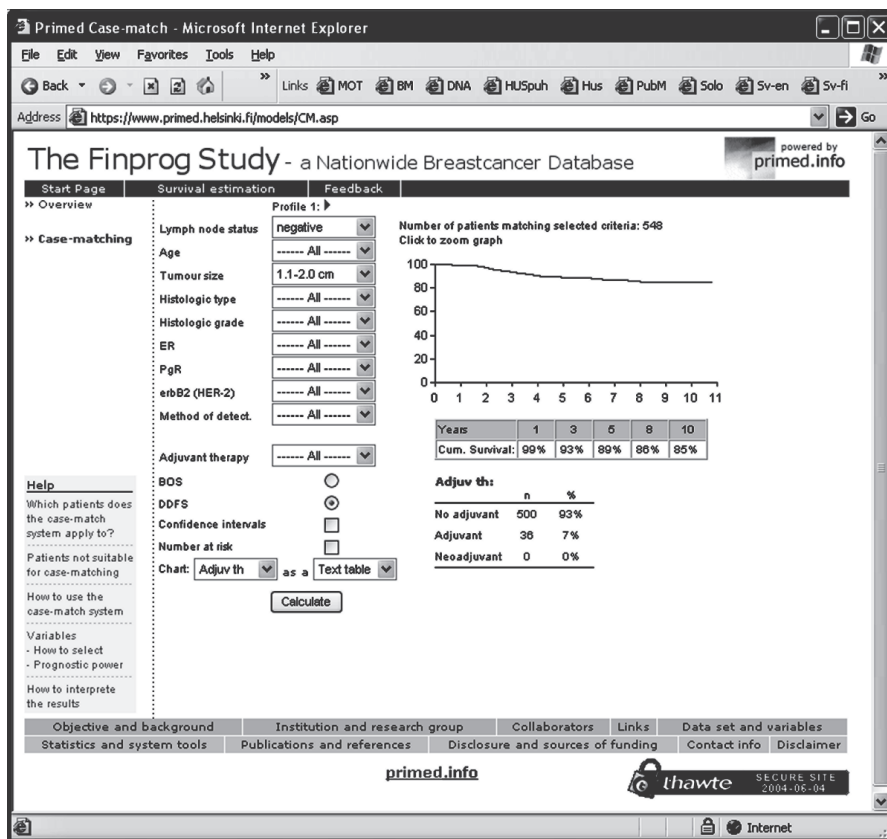 Primed Case-match - Microsoft Internet Explorer
File Edit View Favorites Tools Help
Back » Links MOT BM DNA HUSpuh Hus PubM Solo Sv-en Sv-fi »
Address https://www.primed.helsinki.fi/models/CM.asp Go
The Finprog Study - a Nationwide Breastcancer Database
powered by
primed.info
Start Page Survival estimation Feedback
» Overview
» Case-matching
Profile 1:
Lymph node status negative
Age ------ All ------
Tumour size 1.1-2.0 cm
Histologic type ------ All ------
Histologic grade ------ All ------
ER ------ All ------
PgR ------ All ------
erbB2 (HER-2) ------ All ------
Method of detect. ------ All ------
Adjuvant therapy ------ All ------
BOS
DDFS
Confidence intervals
Number at risk
Chart: Adjuv th as a Text table
Calculate
Number of patients matching selected criteria: 548
Click to zoom graph
100
80
60
40
20
0
0 1 2 3 4 5 6 7 8 9 10 11
Years 1 3 5 8 10
Cum. Survival: 99% 93% 89% 86% 85%
Adjuv th:
n %
No adjuvant 500 93%
Adjuvant 36 7%
Neoadjuvant 0 0%
Help
Which patients does
the case-match
system apply to?
Patients not suitable
for case-matching
How to use the
case-match system
Variables
- How to select
- Prognostic power
How to interprete
the results
Objective and background Institution and research group Collaborators Links Data set and variables
Statistics and system tools Publications and references Disclosure and sources of funding Contact info Disclaimer
primed.info
thawte SECURE SITE
2004-06-04
Internet